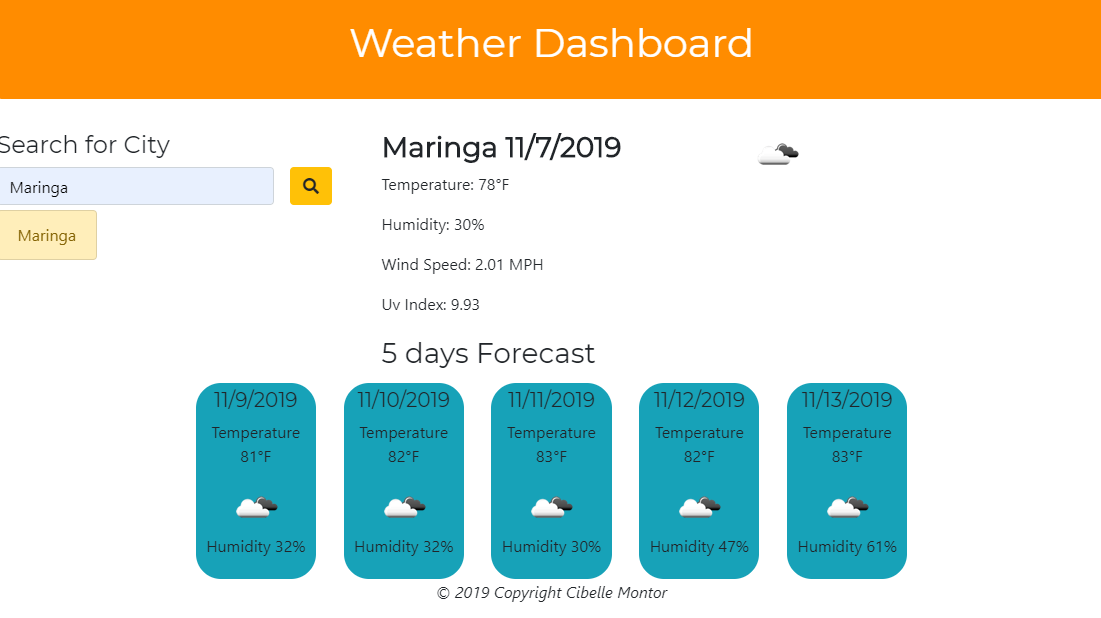 Weather Dashboard
Search for City
Maringa
Maringa
Maringa 11/7/2019
Temperature: 78°F
Humidity: 30%
Wind Speed: 2.01 MPH
Uv Index: 9.93
5 days Forecast
11/9/2019
Temperature
81°F
Humidity 32%
11/10/2019
Temperature
82°F
Humidity 32%
11/11/2019
Temperature
83°F
Humidity 30%
11/12/2019
Temperature
82°F
Humidity 47%
11/13/2019
Temperature
83°F
Humidity 61%
© 2019 Copyright Cibelle Montor